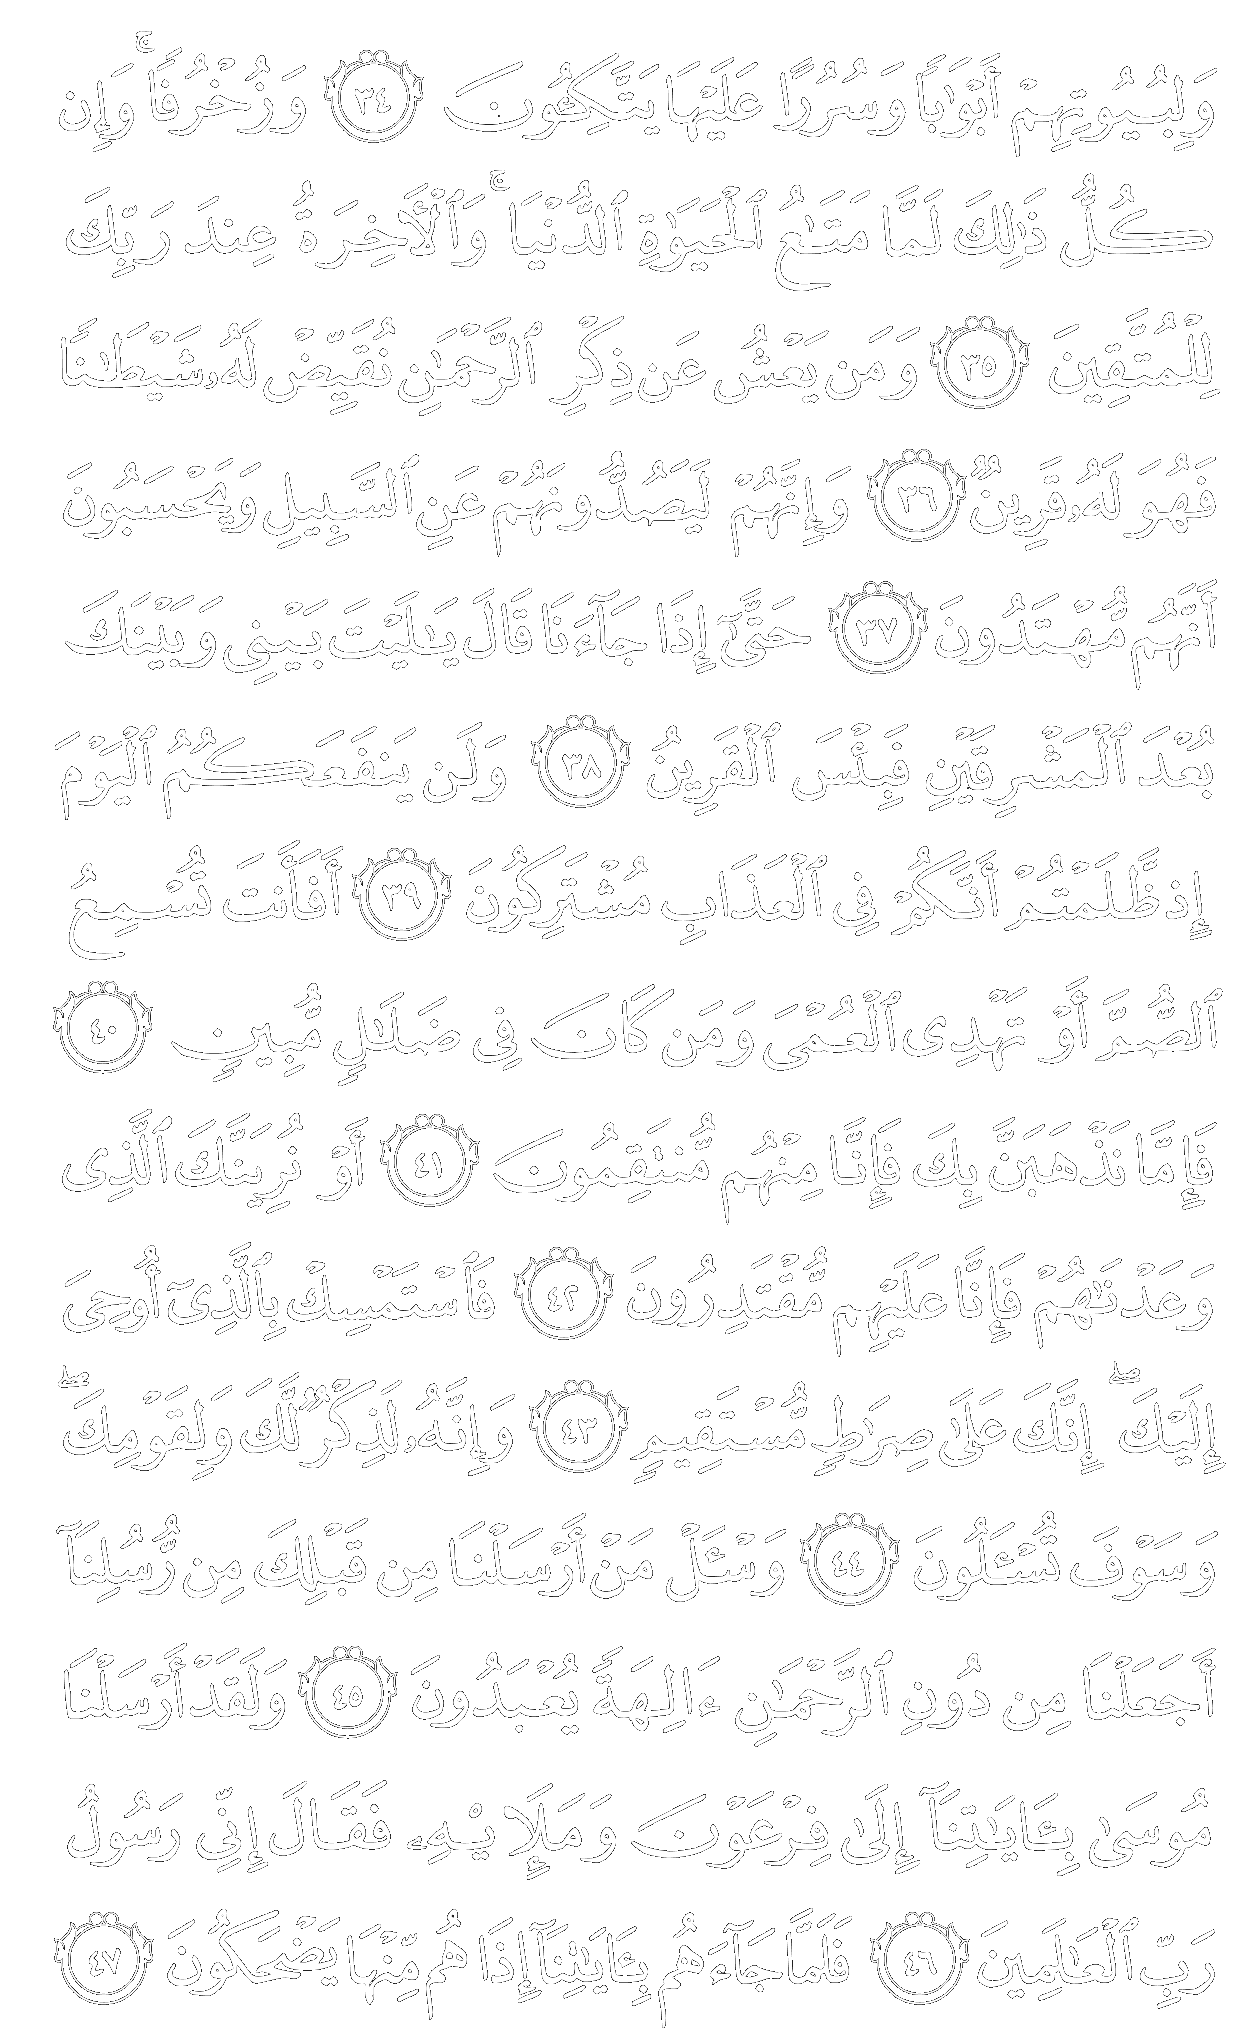 وَلِبُيُوتِهِمْ أَبْوَٰبًا وَسُرُرًا عَلَيْهَا يَتَّكِـُٔونَ ٣٤ وَزُخْرُفًا ۚ وَإِن
كُلُّ ذَٰلِكَ لَمَّا مَتَـٰعُ ٱلْحَيَوٰةِ ٱلدُّنْيَا ۚ وَٱلْـَٔاخِرَةُ عِندَ رَبِّكَ
لِلْمُتَّقِينَ ٣٥ وَمَن يَعْشُ عَن ذِكْرِ ٱلرَّحْمَـٰنِ نُقَيِّضْ لَهُۥ شَيْطَـٰنًا
فَهُوَ لَهُۥ قَرِينٌ ٣٦ وَإِنَّهُمْ لَيَصُدُّونَهُمْ عَنِ ٱلسَّبِيلِ وَيَحْسَبُونَ
أَنَّهُم مُّهْتَدُونَ ٣٧ حَتَّىٰٓ إِذَا جَآءَنَا قَالَ يَـٰلَيْتَ بَيْنِى وَبَيْنَكَ
بُعْدَ ٱلْمَشْرِقَيْنِ فَبِئْسَ ٱلْقَرِينُ ٣٨ وَلَن يَنفَعَكُمُ ٱلْيَوْمَ
إِذ ظَّلَمْتُمْ أَنَّكُمْ فِى ٱلْعَذَابِ مُشْتَرِكُونَ ٣٩ أَفَأَنتَ تُسْمِعُ
ٱلصُّمَّ أَوْ تَهْدِى ٱلْعُمْىَ وَمَن كَانَ فِى ضَلَـٰلٍ مُّبِينٍ ٤٠
فَإِمَّا نَذْهَبَنَّ بِكَ فَإِنَّا مِنْهُم مُّنتَقِمُونَ ٤١ أَوْ نُرِيَنَّكَ ٱلَّذِى
وَعَدْنَـٰهُمْ فَإِنَّا عَلَيْهِم مُّقْتَدِرُونَ ٤٢ فَٱسْتَمْسِكْ بِٱلَّذِىٓ أُوحِىَ
إِلَيْكَ ۖ إِنَّكَ عَلَىٰ صِرَٰطٍ مُّسْتَقِيمٍ ٤٣ وَإِنَّهُۥ لَذِكْرٌ لَّكَ وَلِقَوْمِكَ ۖ
وَسَوْفَ تُسْـَٔلُونَ ٤٤ وَسْـَٔلْ مَنْ أَرْسَلْنَا مِن قَبْلِكَ مِن رُّسُلِنَآ
أَجَعَلْنَا مِن دُونِ ٱلرَّحْمَـٰنِ ءَالِهَةً يُعْبَدُونَ ٤٥ وَلَقَدْ أَرْسَلْنَا
مُوسَىٰ بِـَٔايَـٰتِنَآ إِلَىٰ فِرْعَوْنَ وَمَلَإِي۟هِۦ فَقَالَ إِنِّى رَسُولُ
رَبِّ ٱلْعَـٰلَمِينَ ٤٦ فَلَمَّا جَآءَهُم بِـَٔايَـٰتِنَآ إِذَا هُم مِّنْهَا يَضْحَكُونَ ٤٧